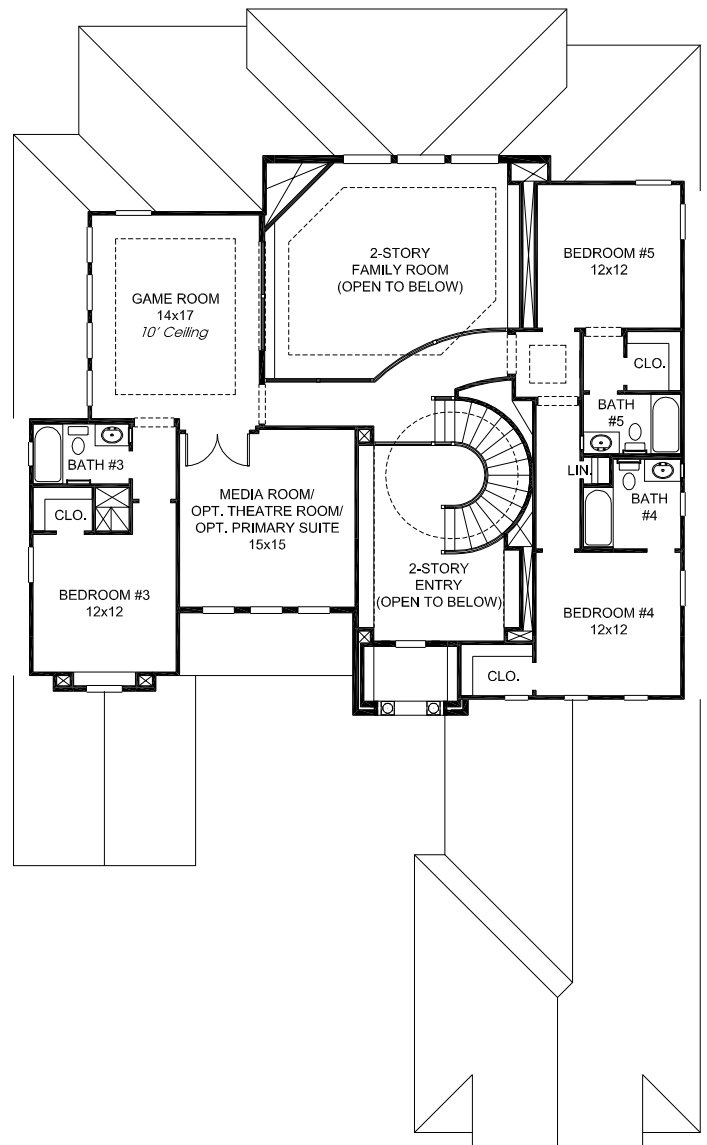 2-STORY
FAMILY ROOM
(OPEN TO BELOW)
BEDROOM #5
12x12
GAME ROOM
14x17
10' Ceiling
CLO.
BATH
#5
BATH #3
LIN.
MEDIA ROOM/
OPT. THEATRE ROOM/
OPT. PRIMARY SUITE
15x15
BATH
#4
CLO.
2-STORY
ENTRY
(OPEN TO BELOW)
BEDROOM #3
12x12
BEDROOM #4
12x12
CLO.